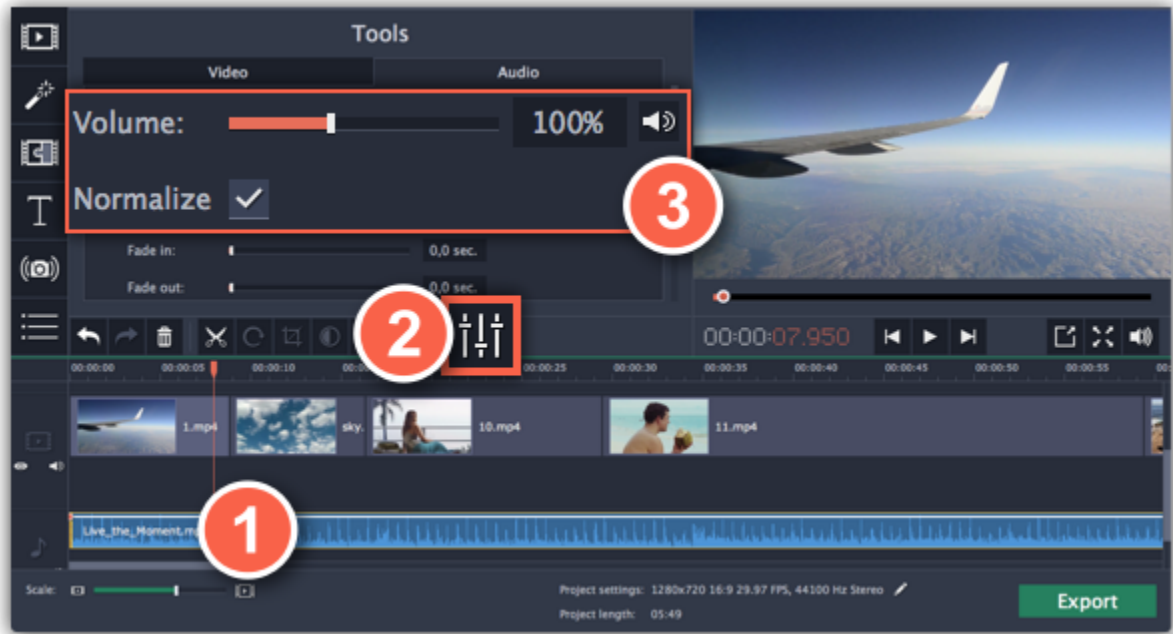 Tools
Video
Audio
Volume:
100%
Normalize
3
Fade in:
0,0 sec.
Fade out:
0,0 sec.
2
00:00:07.950
00:00:00
00:00:05
00:00:10
00:00:25
00:00:30
00:00:35
00:00:40
00:00:45
00:00:50
00:00:55
1.mp4
sky.
10.mp4
11.mp4
1
Live_the_Moment.mp
Scale:
Project settings: 1280x720 16:9 29.97 FPS, 44100 Hz Stereo
Project length: 05:49
Export